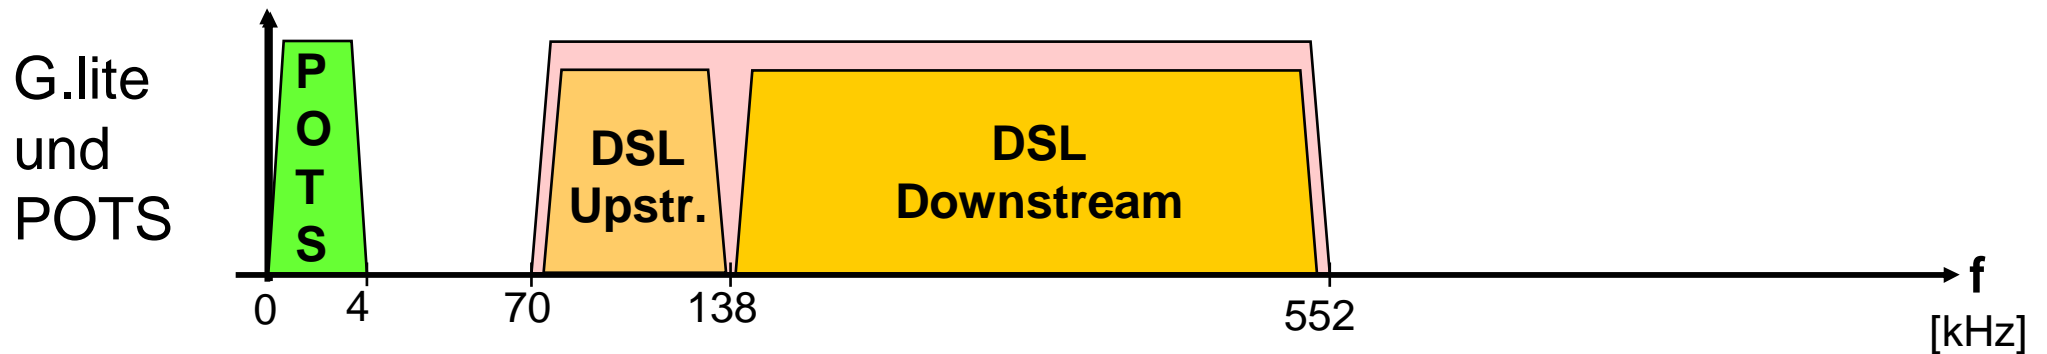 G.lite
und
POTS
P
O
T
S
DSL
Upstr.
DSL
Downstream
0
4
70
138
552
f
[kHz]